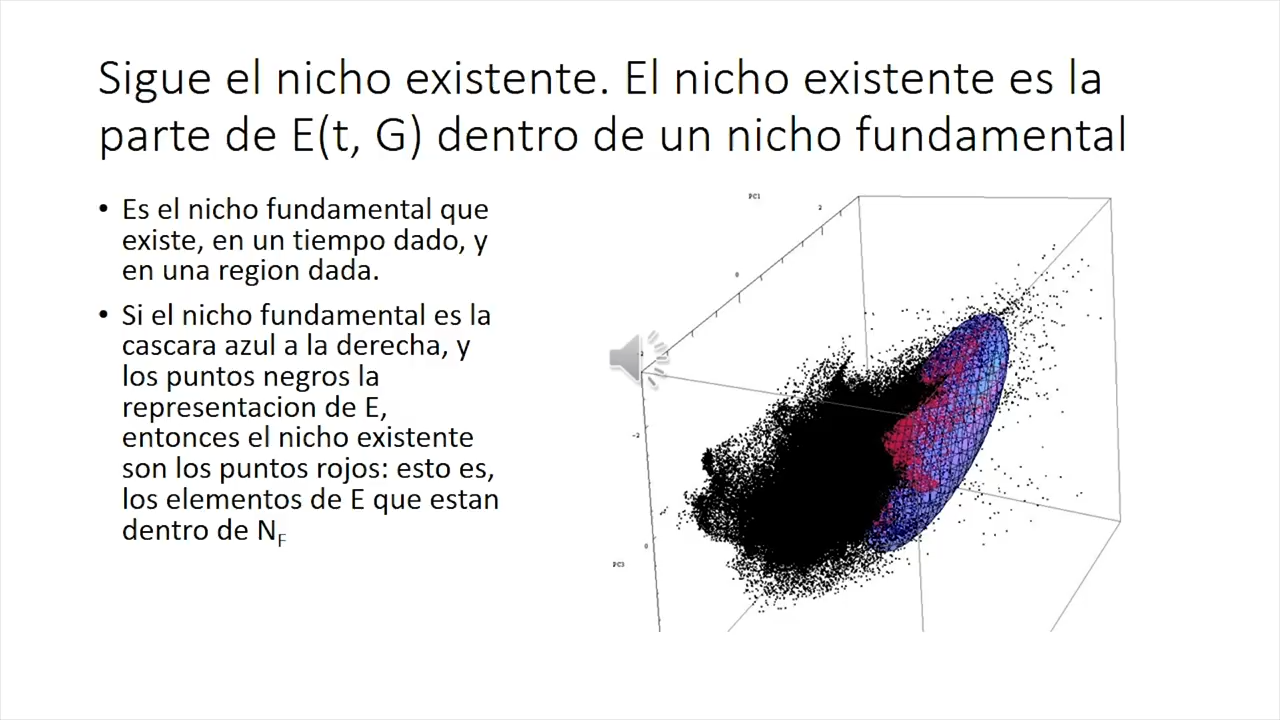 Sigue el nicho existente. El nicho existente es la
parte de E(t, G) dentro de un nicho fundamental
• Es el nicho fundamental que
existe, en un tiempo dado, y
en una region dada.
• Si el nicho fundamental es la
cascara azul a la derecha, y
los puntos negros la
representacion de E,
entonces el nicho existente
son los puntos rojos: esto es,
los elementos de E que estan
dentro de NF
PC1
2
0
-2
0
PC3